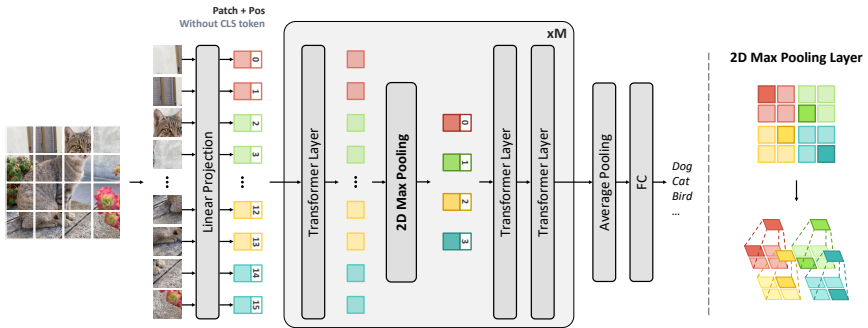 Patch + Pos
Without CLS token
xM
2D Max Pooling Layer
0
1
2
3
12
13
14
15
Linear Projection
Transformer Layer
2D Max Pooling
0
1
2
3
Transformer Layer
Transformer Layer
Average Pooling
FC
Dog
Cat
Bird
...